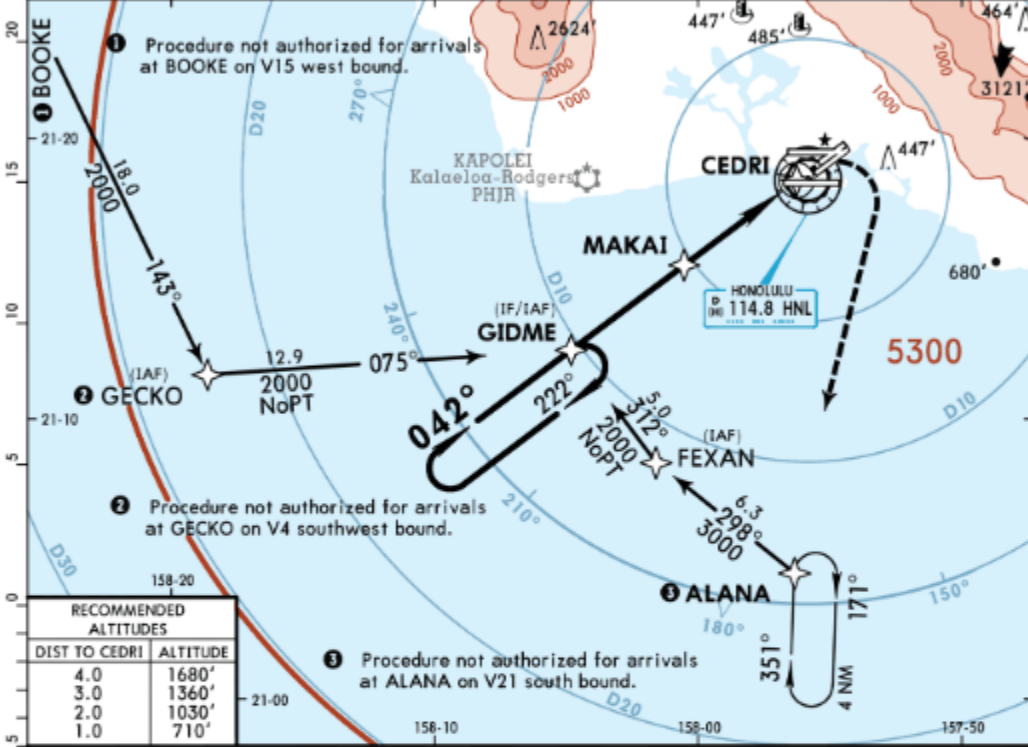 20
❶ BOOKE
❶ Procedure not authorized for arrivals
at BOOKE on V15 west bound.
D20
270°
2624'
2000
1000
447'
485'
464'
2000
1000
3121'
21-20
15
18.0
2000
143°
KAPOLEI
Kalaeloa-Rodgers
PHJR
CEDRI
447'
MAKAI
D10
680'
HONOLULU
D
(H) 114.8 HNL
10
240°
(IF/IAF)
GIDME
5300
(IAF)
❷ GECKO
12.9
2000
NoPT
075°
042°
222°
5.0
312°
2000
NoPT
(IAF)
FEXAN
D10
21-10
5
❷ Procedure not authorized for arrivals
at GECKO on V4 southwest bound.
210°
6.3
298°
3000
D30
158-20
❸ ALANA
171°
150°
180°
351°
4 NM
0
RECOMMENDED
ALTITUDES
DIST TO CEDRI ALTITUDE
4.0 1680'
3.0 1360'
2.0 1030'
1.0 710'
❸ Procedure not authorized for arrivals
at ALANA on V21 south bound.
21-00
D20
5
158-10
158-00
157-50